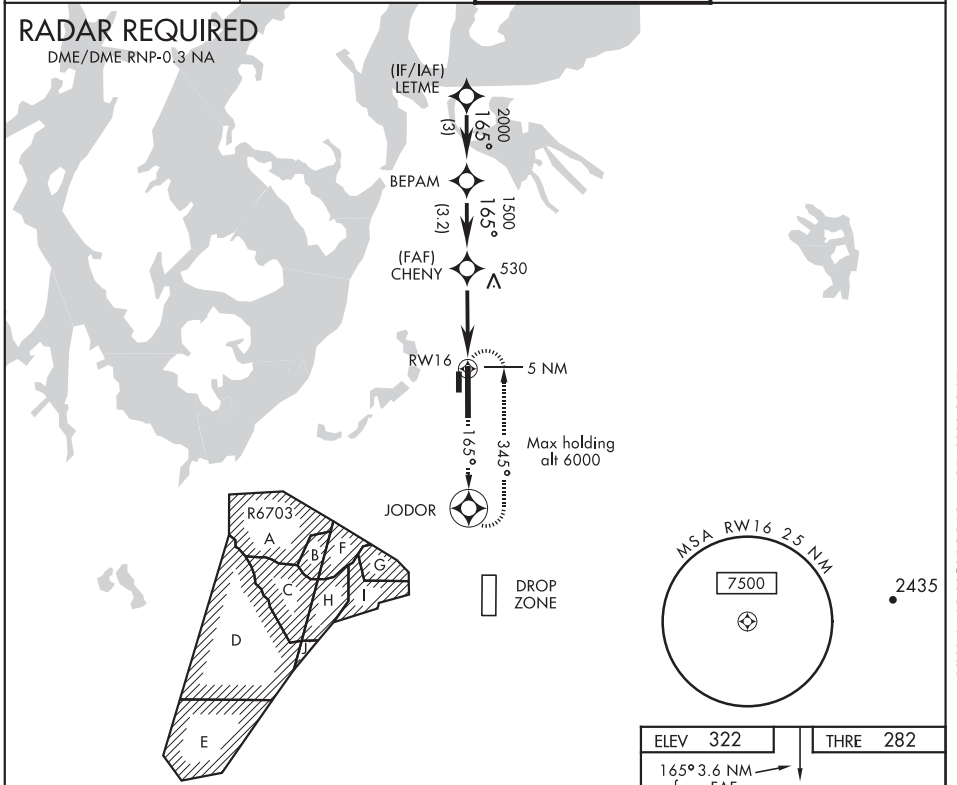 RADAR REQUIRED
DME/DME RNP-0.3 NA
(IF/IAF)
LETME
2000
165°
(3)
BEPAM
1500
165°
(3.2)
(FAF)
CHENY
530
RW16
5 NM
165°
345°
Max holding
alt 6000
JODOR
R6703
A
B
F
G
C
H
I
D
J
E
DROP
ZONE
MSA RW16 25 NM
7500
2435
ELEV 322
THRE 282
165° 3.6 NM
from FAF